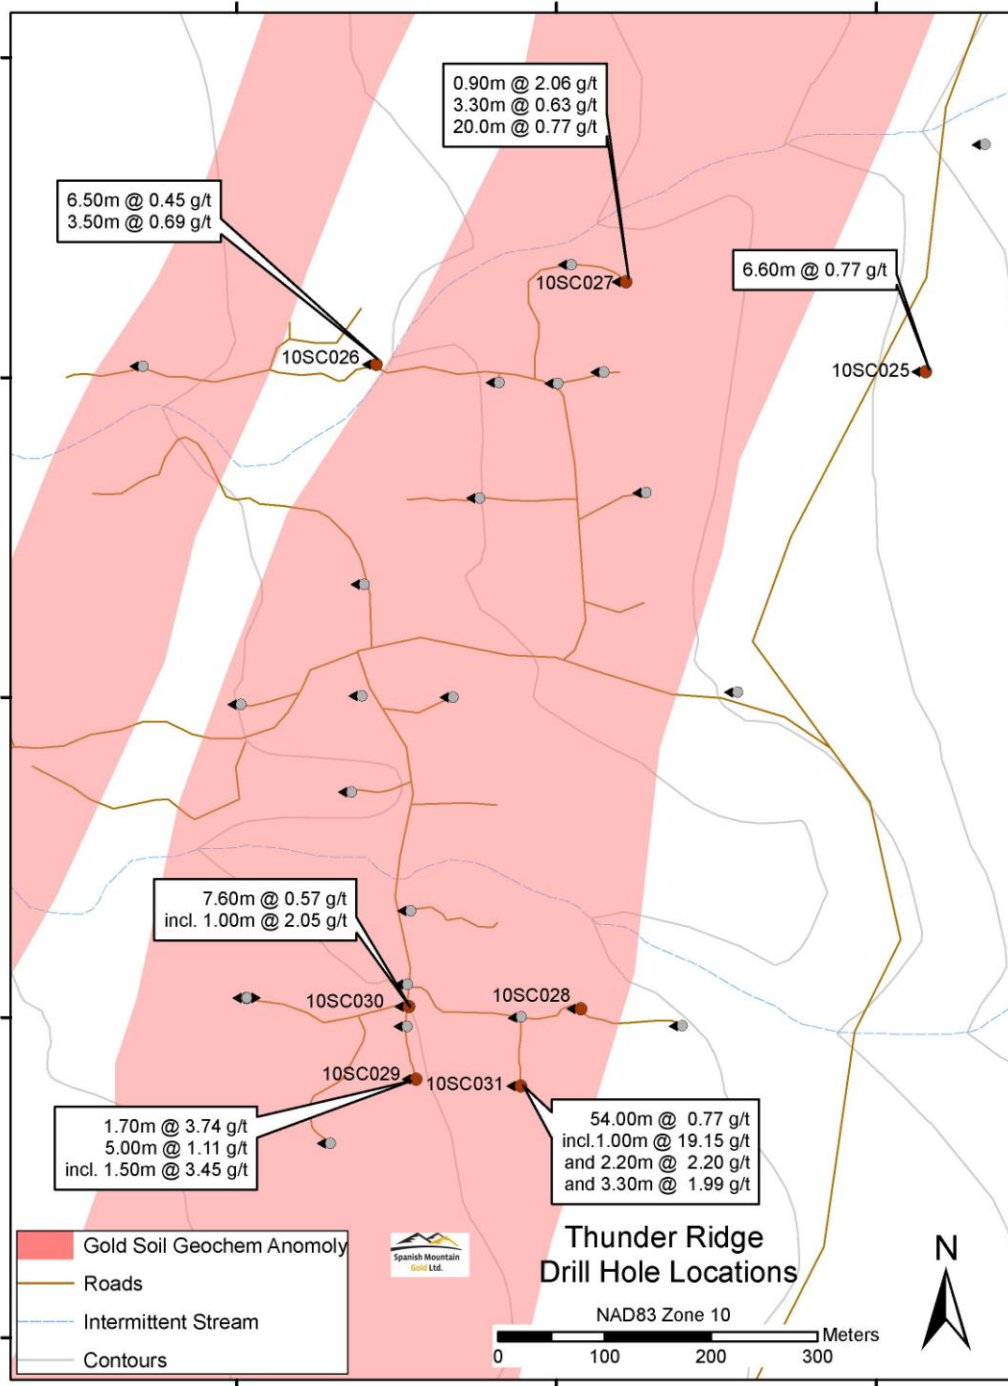 0.90m @ 2.06 g/t
3.30m @ 0.63 g/t
20.0m @ 0.77 g/t
6.50m @ 0.45 g/t
3.50m @ 0.69 g/t
6.60m @ 0.77 g/t
10SC027
10SC026
10SC025
7.60m @ 0.57 g/t
incl. 1.00m @ 2.05 g/t
10SC028
10SC030
10SC029
10SC031
1.70m @ 3.74 g/t
5.00m @ 1.11 g/t
incl. 1.50m @ 3.45 g/t
54.00m @ 0.77 g/t
incl.1.00m @ 19.15 g/t
and 2.20m @ 2.20 g/t
and 3.30m @ 1.99 g/t
Gold Soil Geochem Anomoly
Roads
Intermittent Stream
Contours
Spanish Mountain
Gold Ltd.
Thunder Ridge
Drill Hole Locations
NAD83 Zone 10
Meters
0 100 200 300
N